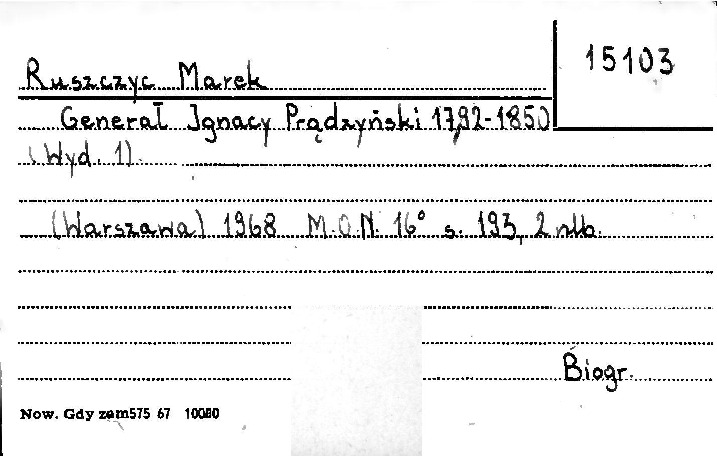 15103
Ruszczyc Marek
Generał Ignacy Prądzyński 1792-1850
(Wyd. 1)
(Warszawa) 1968 M.O.N. 16° s. 193, 2 nlb.
Biogr.
Now. Gdy zam575 67 10000